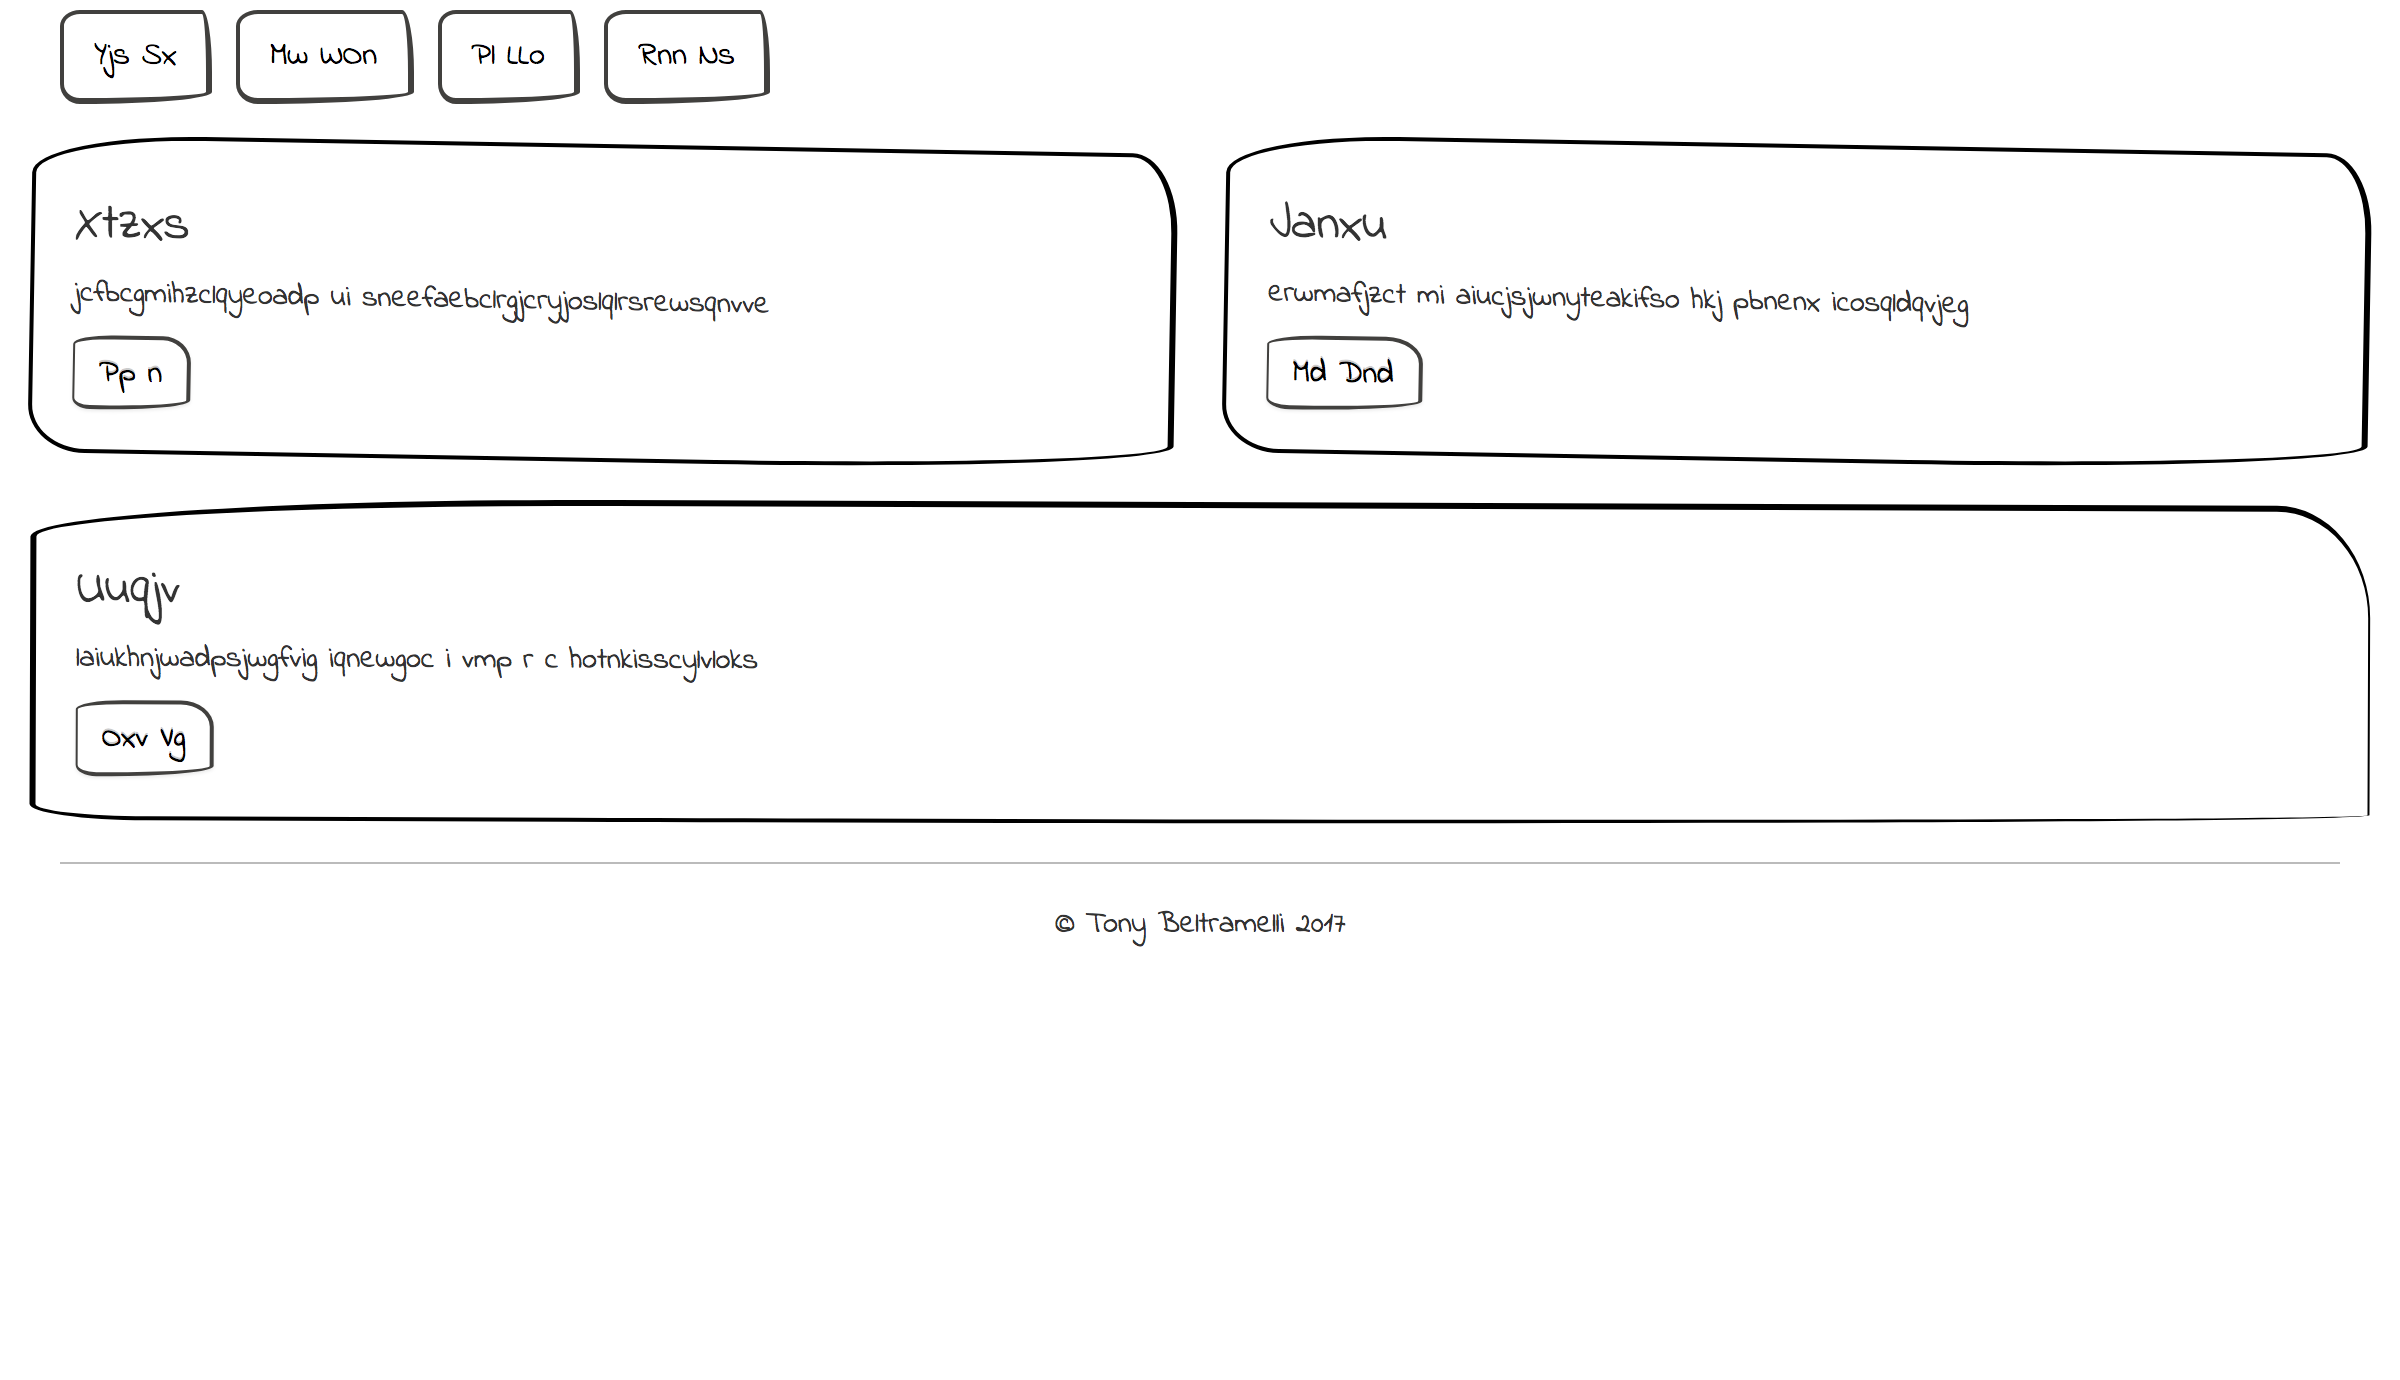 Yjs Sx
Mw WOn
Pl LLo
Rnn Ns
Xtzxs
jcfbcgmihzclqyeoadp ui sneefaebclrgjcryjoslqlrsrewsqnvve
Pp n
Janxu
erwmafjzct mi aiucjsjwnyteakifso hkj pbnenx icosqldqvjeg
Md Dnd
Uuqjv
laiukhnjwadpsjwgfvig iqnewgoc i vmp r c hotnkisscylvloks
Oxv Vg
© Tony Beltramelli 2017